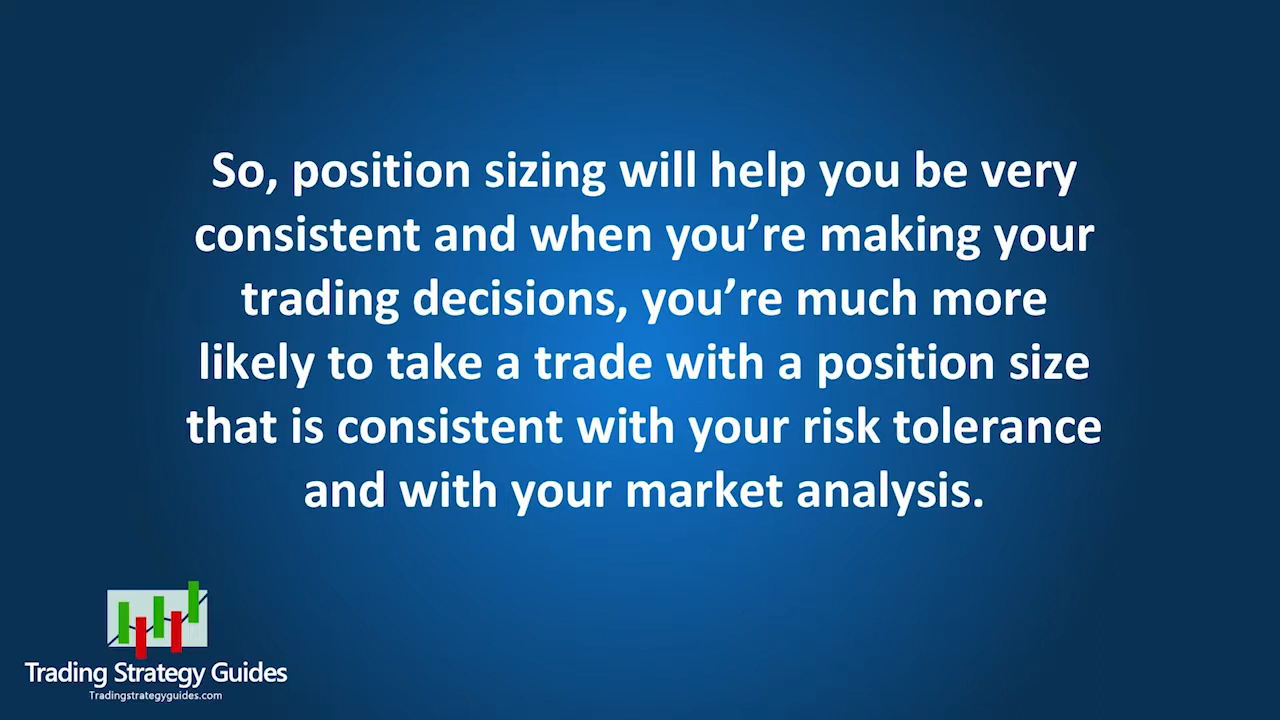 So, position sizing will help you be very
consistent and when you’re making your
trading decisions, you’re much more
likely to take a trade with a position size
that is consistent with your risk tolerance
and with your market analysis.
Trading Strategy Guides
Tradingstrategyguides.com